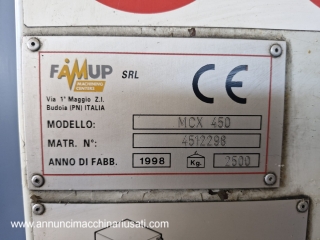 FAMUP SRL
MACHINING CENTERS
Via 1° Maggio Z.I.
Budoia (PN) ITALIA
CE
MODELLO: MCX 450
MATR. N°: 4512298
ANNO DI FABB. 1998 Kg. 2500
www.annuncimacchinariusati.com